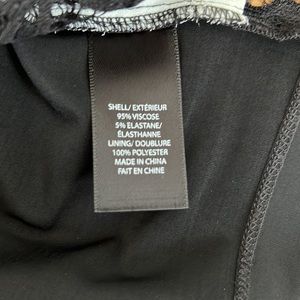 SHELL/ EXTÉRIEUR
95% VISCOSE
5% ELASTANE/
ÉLASTHANNE
LINING/ DOUBLURE
100% POLYESTER
MADE IN CHINA
FAIT EN CHINE